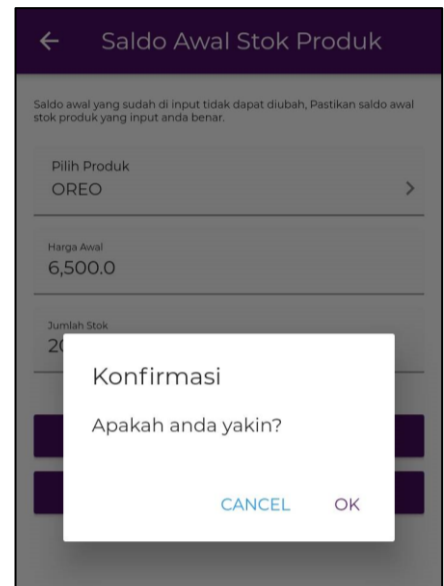 Saldo Awal Stok Produk
Saldo awal yang sudah di input tidak dapat diubah, Pastikan saldo awal
stok produk yang input anda benar.
Pilih Produk
OREO
Harga Awal
6,500.0
Jumlah Stok
Konfirmasi
Apakah anda yakin?
CANCEL OK